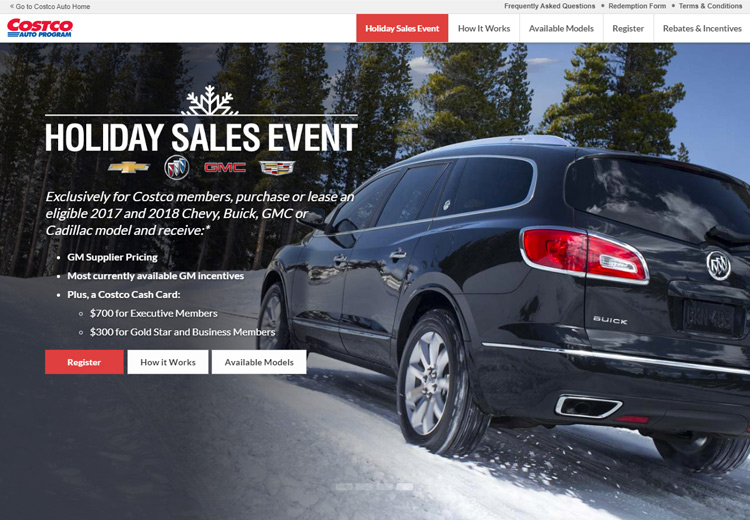 < Go to Costco Auto Home
Frequently Asked Questions • Redemption Form • Terms & Conditions
COSTCO
AUTO PROGRAM
Holiday Sales Event
How It Works
Available Models
Register
Rebates & Incentives
HOLIDAY SALES EVENT
GMC
Exclusively for Costco members, purchase or lease an
eligible 2017 and 2018 Chevy, Buick, GMC or
Cadillac model and receive:*
• GM Supplier Pricing
• Most currently available GM incentives
• Plus, a Costco Cash Card:
◦ $700 for Executive Members
◦ $300 for Gold Star and Business Members
Register
How it Works
Available Models
BUICK